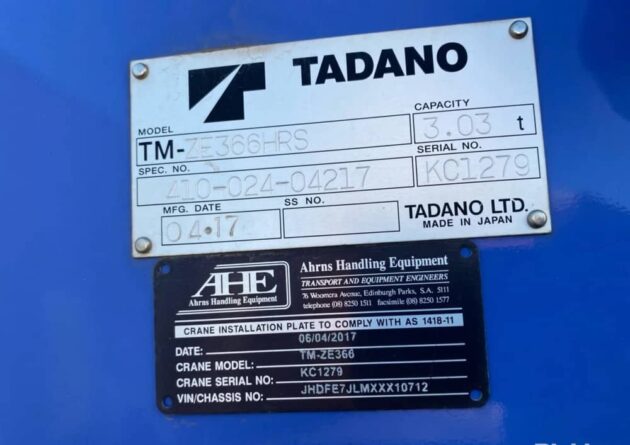 TADANO
MODEL
TM-ZE366HRS
CAPACITY
3.03 t
SPEC. NO.
410-024-04217
SERIAL NO.
KC1279
MFG. DATE
04·17
SS NO.
TADANO LTD.
MADE IN JAPAN
AHE
Ahrns Handling Equipment
Ahrns Handling Equipment
TRANSPORT AND EQUIPMENT ENGINEERS
76 Woomera Avenue, Edinburgh Parks, S.A. 5111
telephone (08) 8250 1511 facsimile (08) 8250 1577
CRANE INSTALLATION PLATE TO COMPLY WITH AS 1418-11
DATE: 06/04/2017
CRANE MODEL: TM-ZE366
CRANE SERIAL NO: KC1279
VIN/CHASSIS NO: JHDFE7JLMXXX10712